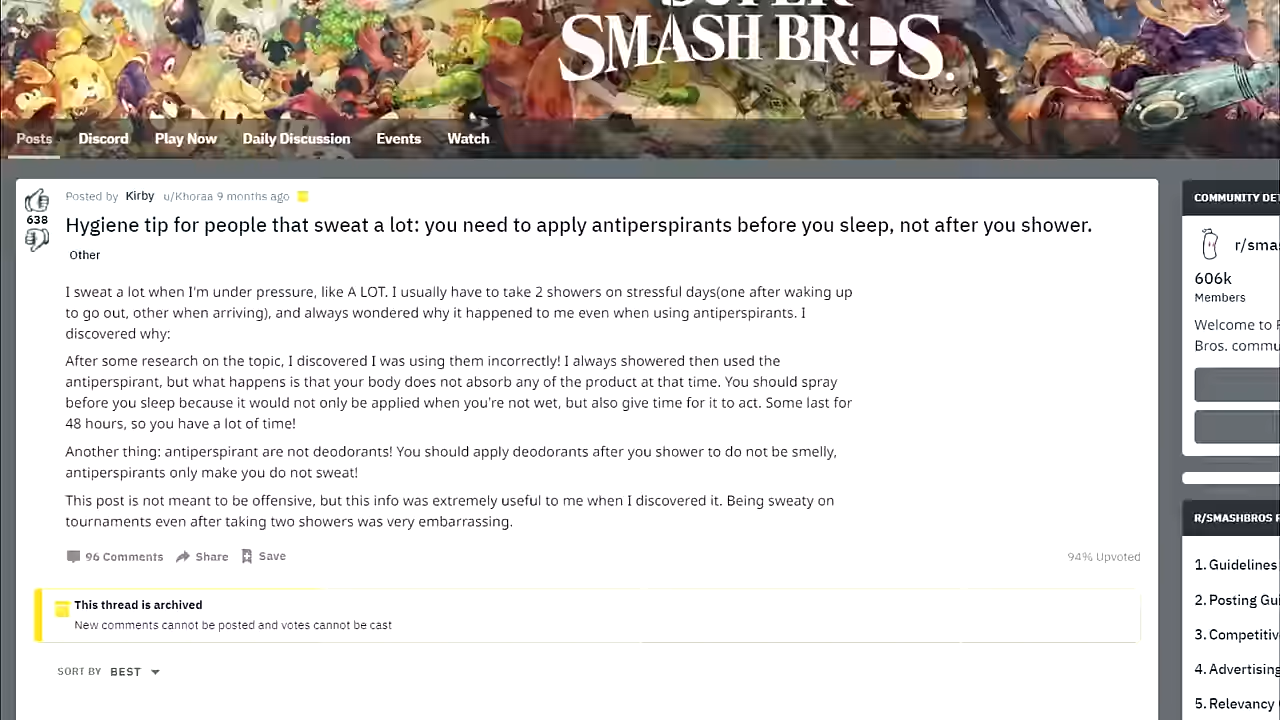 SUPER
SMASH BROS.
Posts Discord Play Now Daily Discussion Events Watch
Posted by Kirby u/Khoraa 9 months ago
638
Hygiene tip for people that sweat a lot: you need to apply antiperspirants before you sleep, not after you shower.
Other
I sweat a lot when I'm under pressure, like A LOT. I usually have to take 2 showers on stressful days(one after waking up
to go out, other when arriving), and always wondered why it happened to me even when using antiperspirants. I
discovered why:
After some research on the topic, I discovered I was using them incorrectly! I always showered then used the
antiperspirant, but what happens is that your body does not absorb any of the product at that time. You should spray
before you sleep because it would not only be applied when you're not wet, but also give time for it to act. Some last for
48 hours, so you have a lot of time!
Another thing: antiperspirant are not deodorants! You should apply deodorants after you shower to do not be smelly,
antiperspirants only make you do not sweat!
This post is not meant to be offensive, but this info was extremely useful to me when I discovered it. Being sweaty on
tournaments even after taking two showers was very embarrassing.
96 Comments Share Save 94% Upvoted
This thread is archived
New comments cannot be posted and votes cannot be cast
SORT BY BEST
COMMUNITY DET
r/smas
606k
Members
Welcome to
Bros. commu
R/SMASHBROS
1. Guidelines
2. Posting Gui
3. Competitiv
4. Advertising
5. Relevancy